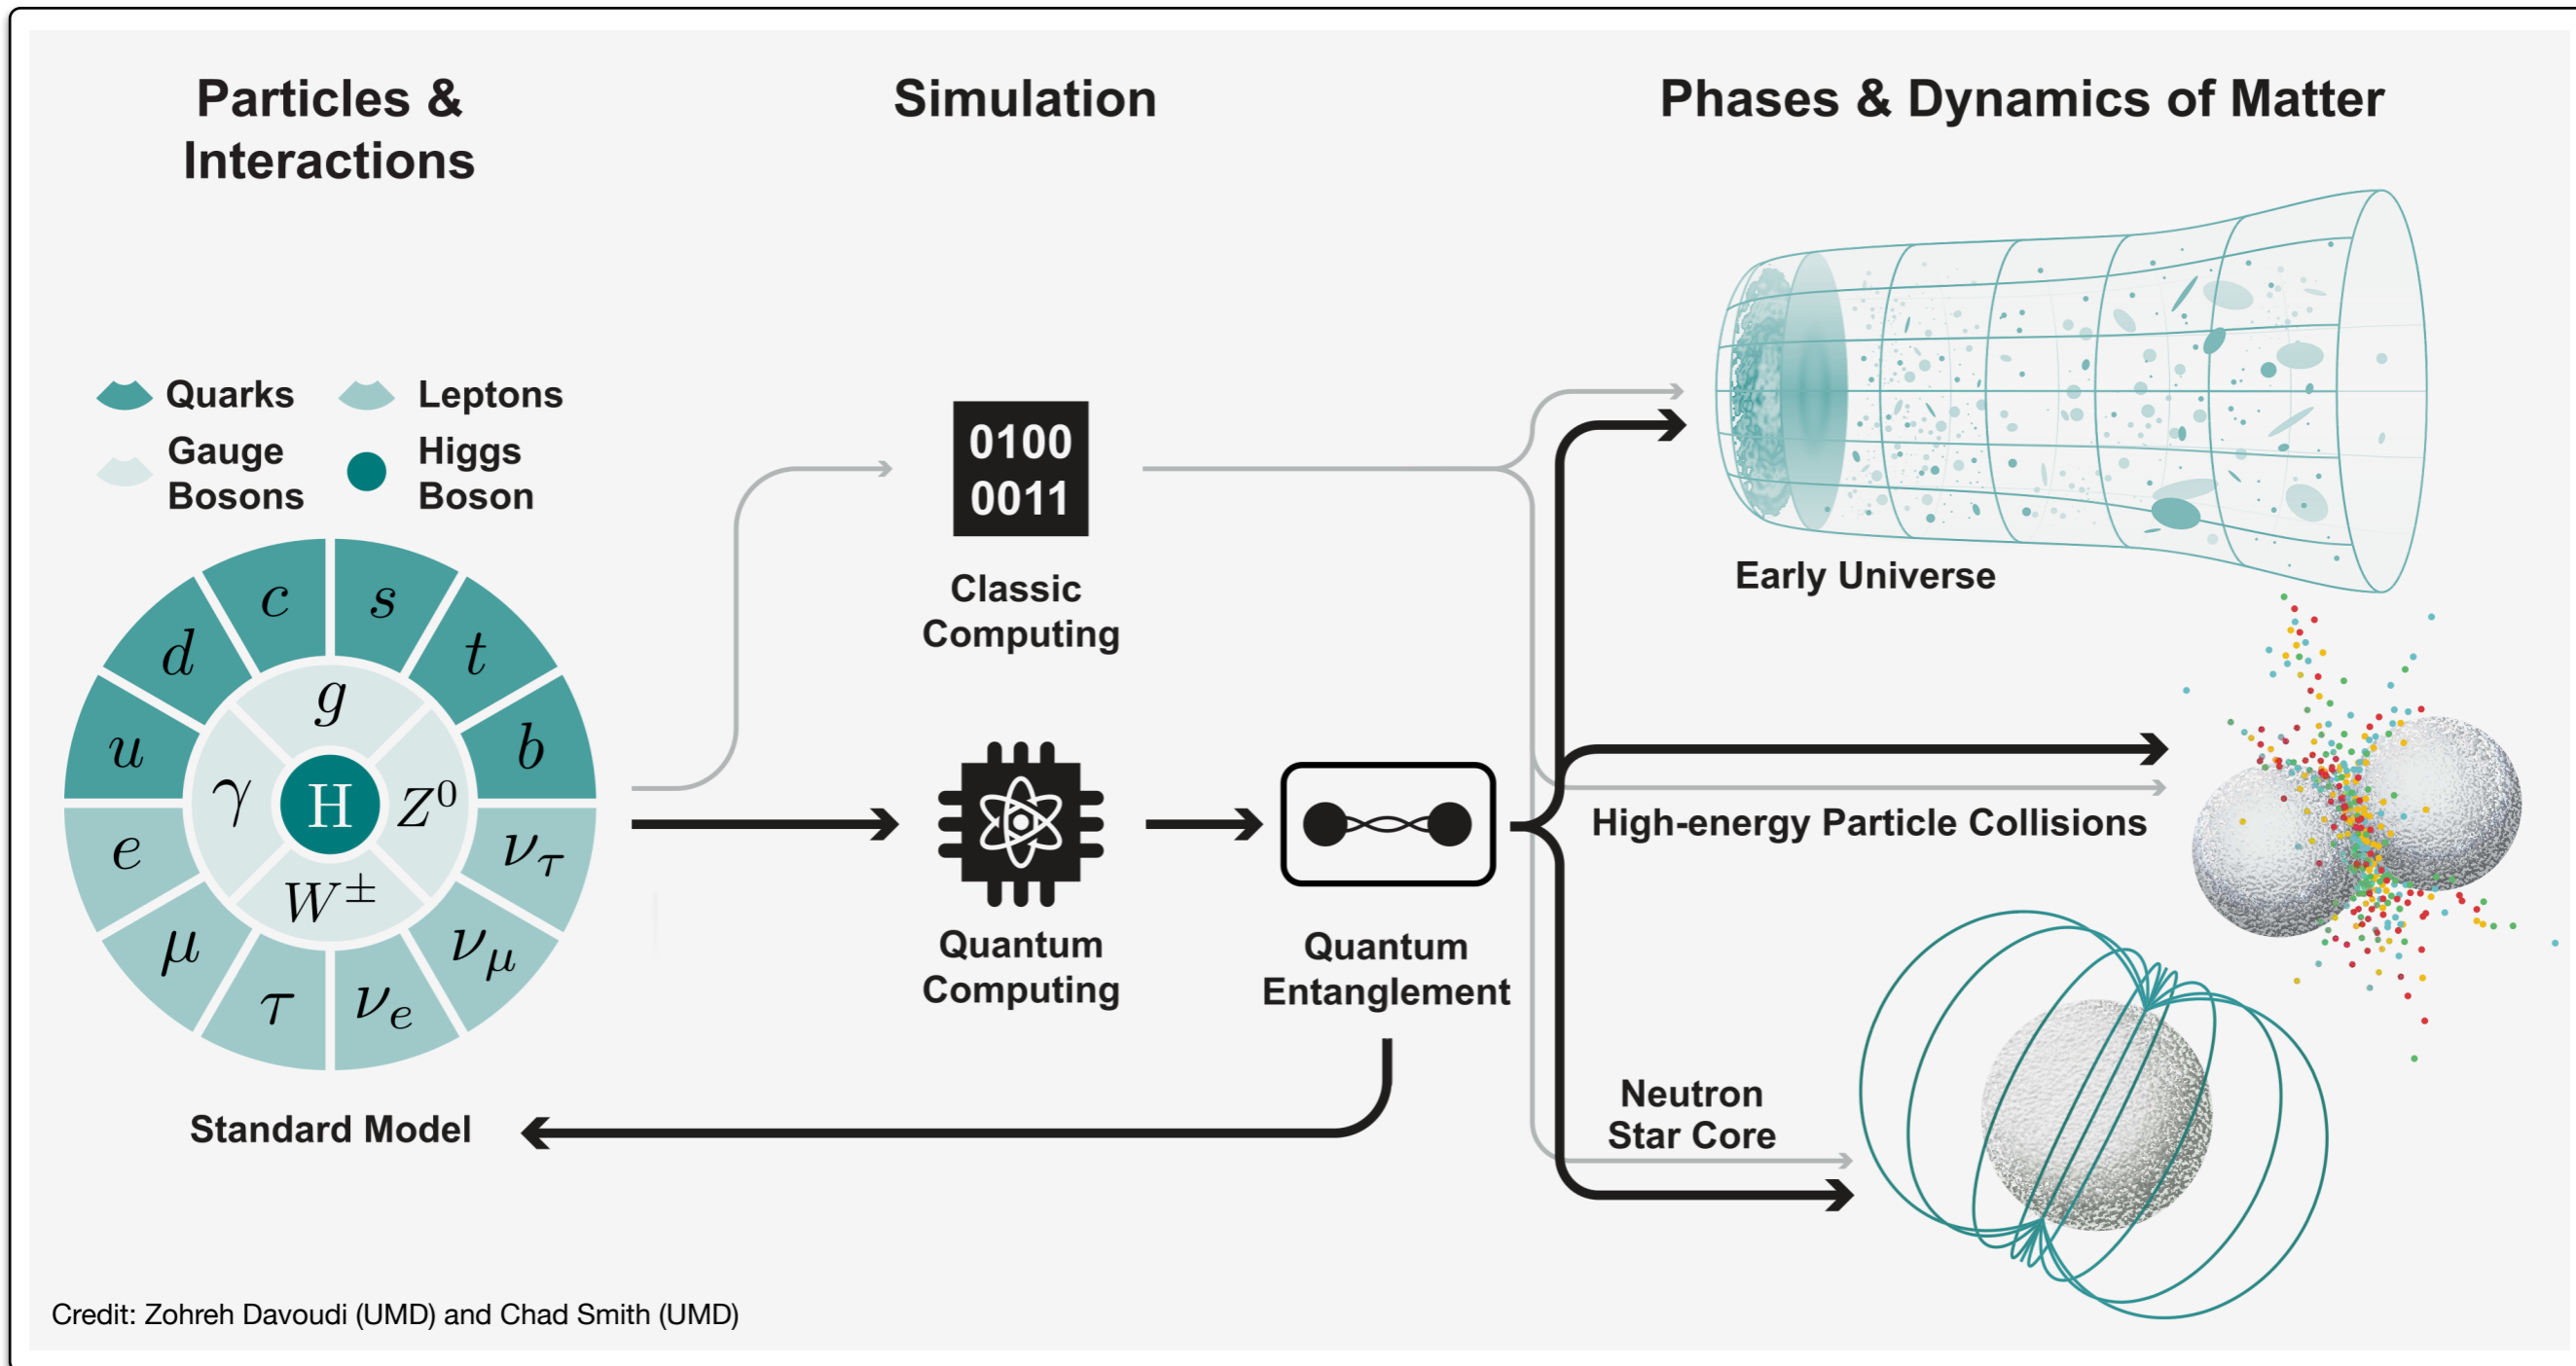 Particles &
Interactions
Simulation
Phases & Dynamics of Matter
Quarks
Leptons
Gauge
Bosons
Higgs
Boson
0100
0011
Classic
Computing
Early Universe
c
s
d
t
u
b
g
γ
H
Z⁰
W±
e
ν_τ
μ
ν_μ
τ
ν_e
Standard Model
Quantum
Computing
Quantum
Entanglement
High-energy Particle Collisions
Neutron
Star Core
Credit: Zohreh Davoudi (UMD) and Chad Smith (UMD)